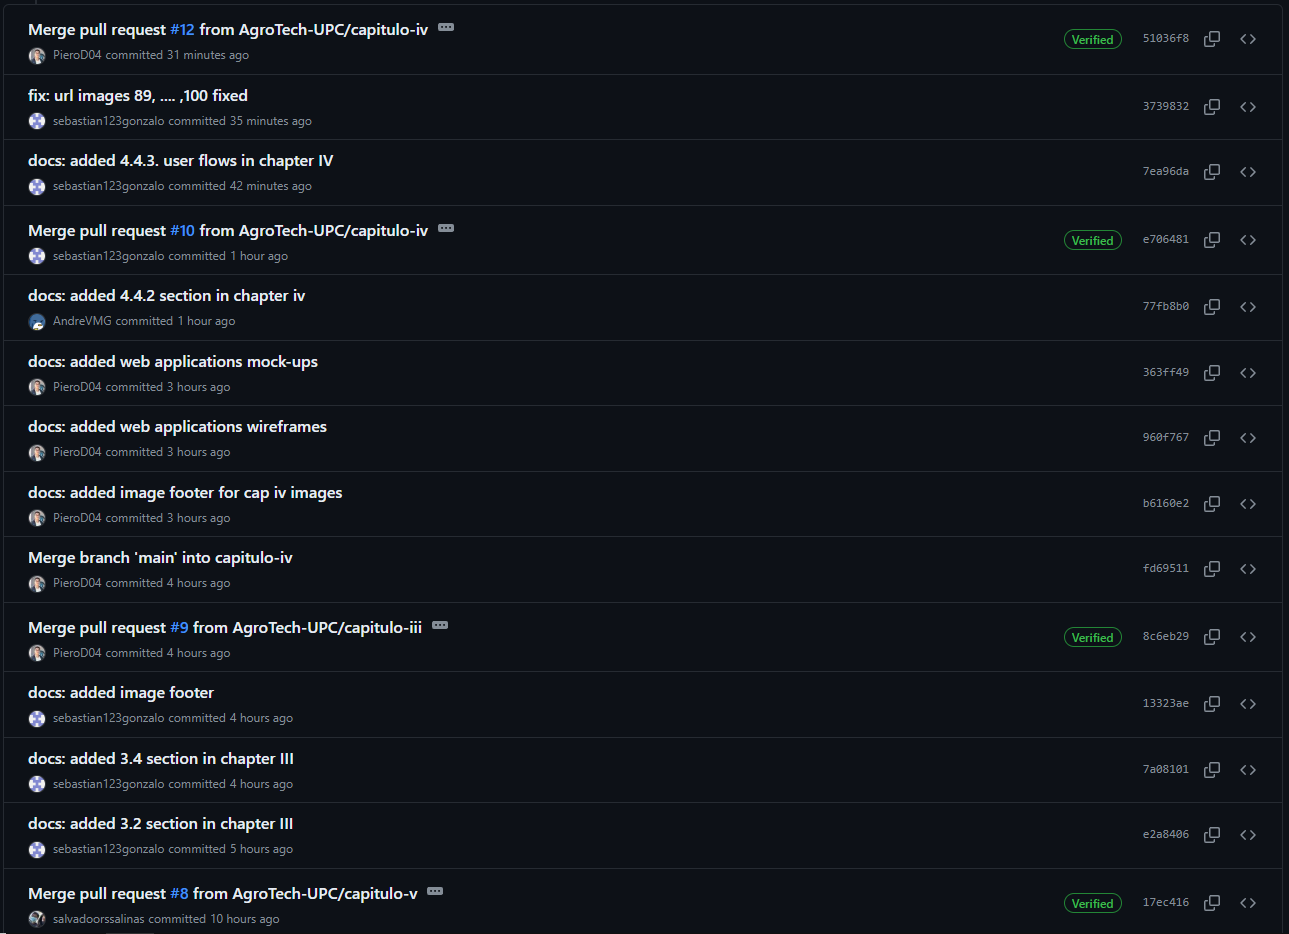 Merge pull request #12 from AgroTech-UPC/capitulo-iv
PieroD04 committed 31 minutes ago
Verified
51036f8
fix: url images 89, .... ,100 fixed
sebastian123gonzalo committed 35 minutes ago
3739832
docs: added 4.4.3. user flows in chapter IV
sebastian123gonzalo committed 42 minutes ago
7ea96da
Merge pull request #10 from AgroTech-UPC/capitulo-iv
sebastian123gonzalo committed 1 hour ago
Verified
e706481
docs: added 4.4.2 section in chapter iv
AndreVMG committed 1 hour ago
77fb8b0
docs: added web applications mock-ups
PieroD04 committed 3 hours ago
363ff49
docs: added web applications wireframes
PieroD04 committed 3 hours ago
960f767
docs: added image footer for cap iv images
PieroD04 committed 3 hours ago
b6160e2
Merge branch 'main' into capitulo-iv
PieroD04 committed 4 hours ago
fd69511
Merge pull request #9 from AgroTech-UPC/capitulo-iii
PieroD04 committed 4 hours ago
Verified
8c6eb29
docs: added image footer
sebastian123gonzalo committed 4 hours ago
13323ae
docs: added 3.4 section in chapter III
sebastian123gonzalo committed 4 hours ago
7a08101
docs: added 3.2 section in chapter III
sebastian123gonzalo committed 5 hours ago
e2a8406
Merge pull request #8 from AgroTech-UPC/capitulo-v
salvadoorssalinas committed 10 hours ago
Verified
17ec416